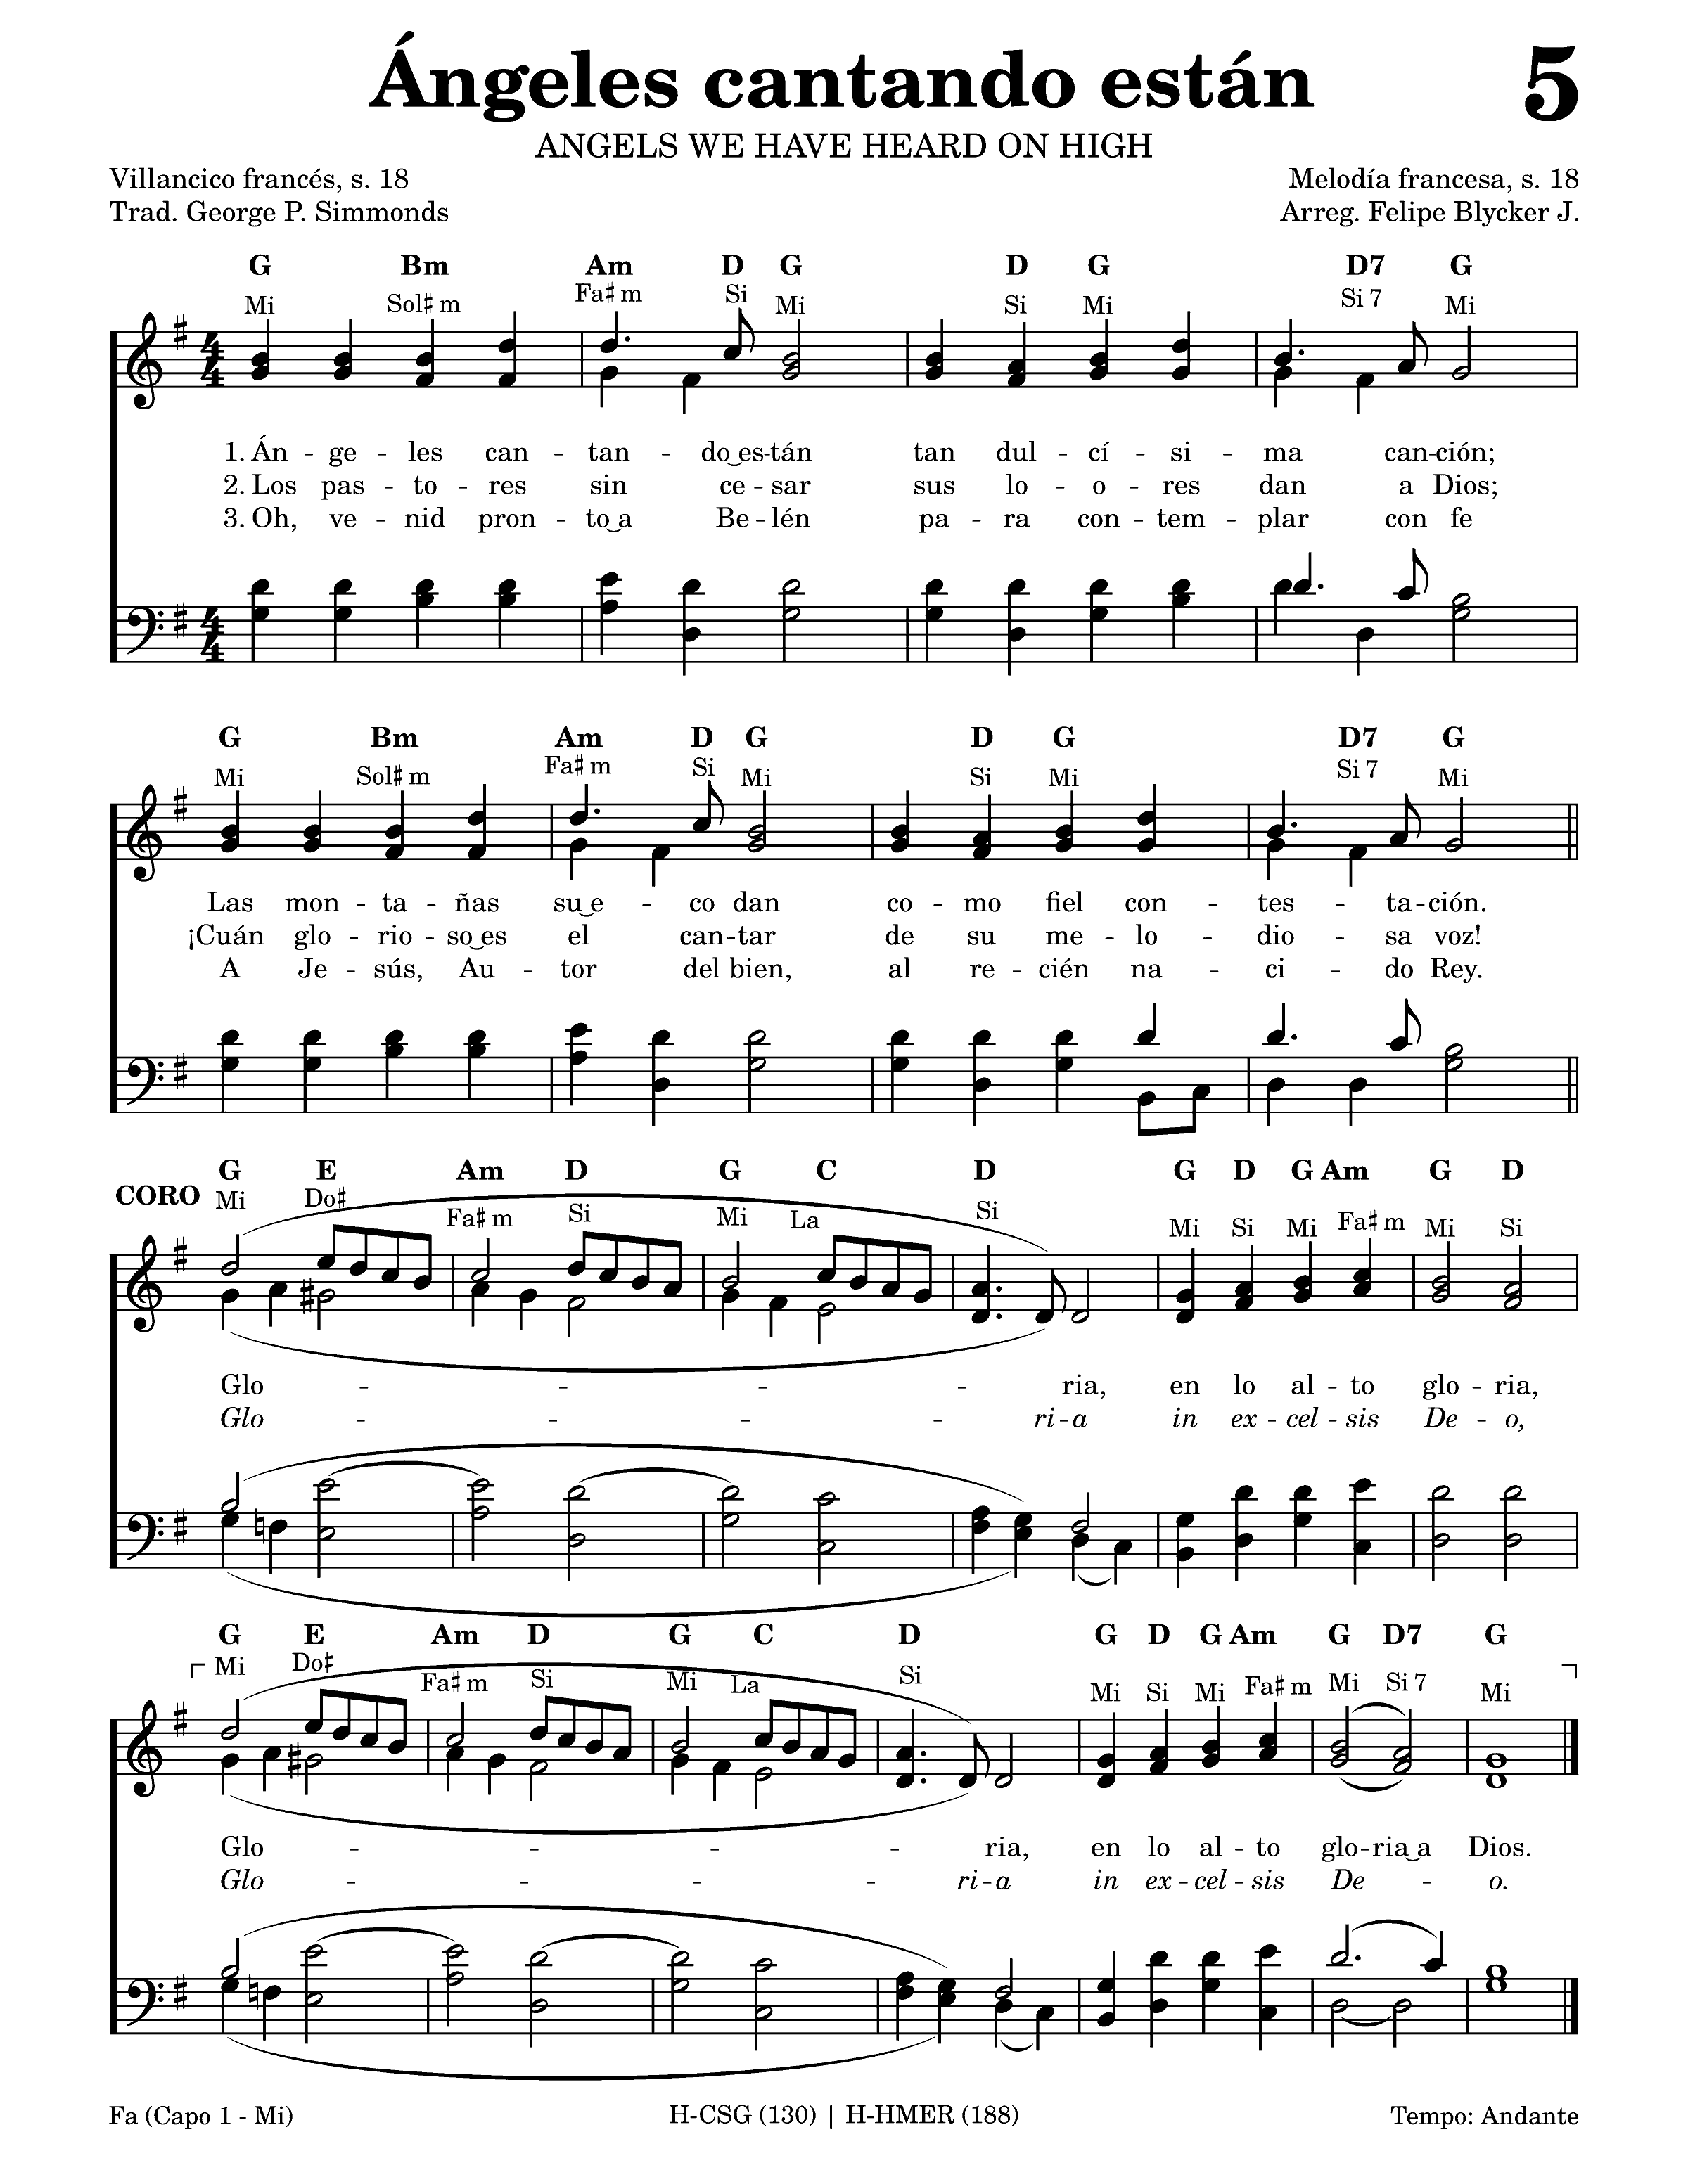 Ángeles cantando están
5
ANGELS WE HAVE HEARD ON HIGH
Villancico francés, s. 18
Melodía francesa, s. 18
Trad. George P. Simmonds
Arreg. Felipe Blycker J.
G Bm Am D G D G D7 G
Mi Sol♯m Fa♯m Si Mi Si Mi Si 7 Mi
1. Án - ge - les can - tan - do‿es - tán tan dul - cí - si - ma can - ción;
2. Los pas - to - res sin ce - sar sus lo - o - res dan a Dios;
3. Oh, ve - nid pron - to‿a Be - lén pa - ra con - tem - plar con fe
G Bm Am D G D G D7 G
Mi Sol♯m Fa♯m Si Mi Si Mi Si 7 Mi
Las mon - ta - ñas su‿e - co dan co - mo fiel con - tes - ta - ción.
¡Cuán glo - rio - so‿es el can - tar de su me - lo - dio - sa voz!
A Je - sús, Au - tor del bien, al re - cién na - ci - do Rey.
G E Am D G C D G D G Am G D
CORO
Mi Do♯ Fa♯m Si Mi La Si Mi Si Mi Fa♯m Mi Si
Glo - - - - - ria, en lo al - to glo - ria,
Glo - - - - - ri - a in ex - cel - sis De - o,
G E Am D G C D G D G Am G D7 G
Mi Do♯ Fa♯m Si Mi La Si Mi Si Mi Fa♯m Mi Si 7 Mi
Glo - - - - - ria, en lo al - to glo - ria‿a Dios.
Glo - - - - - ri - a in ex - cel - sis De - o.
Fa (Capo 1 - Mi)
H-CSG (130) | H-HMER (188)
Tempo: Andante